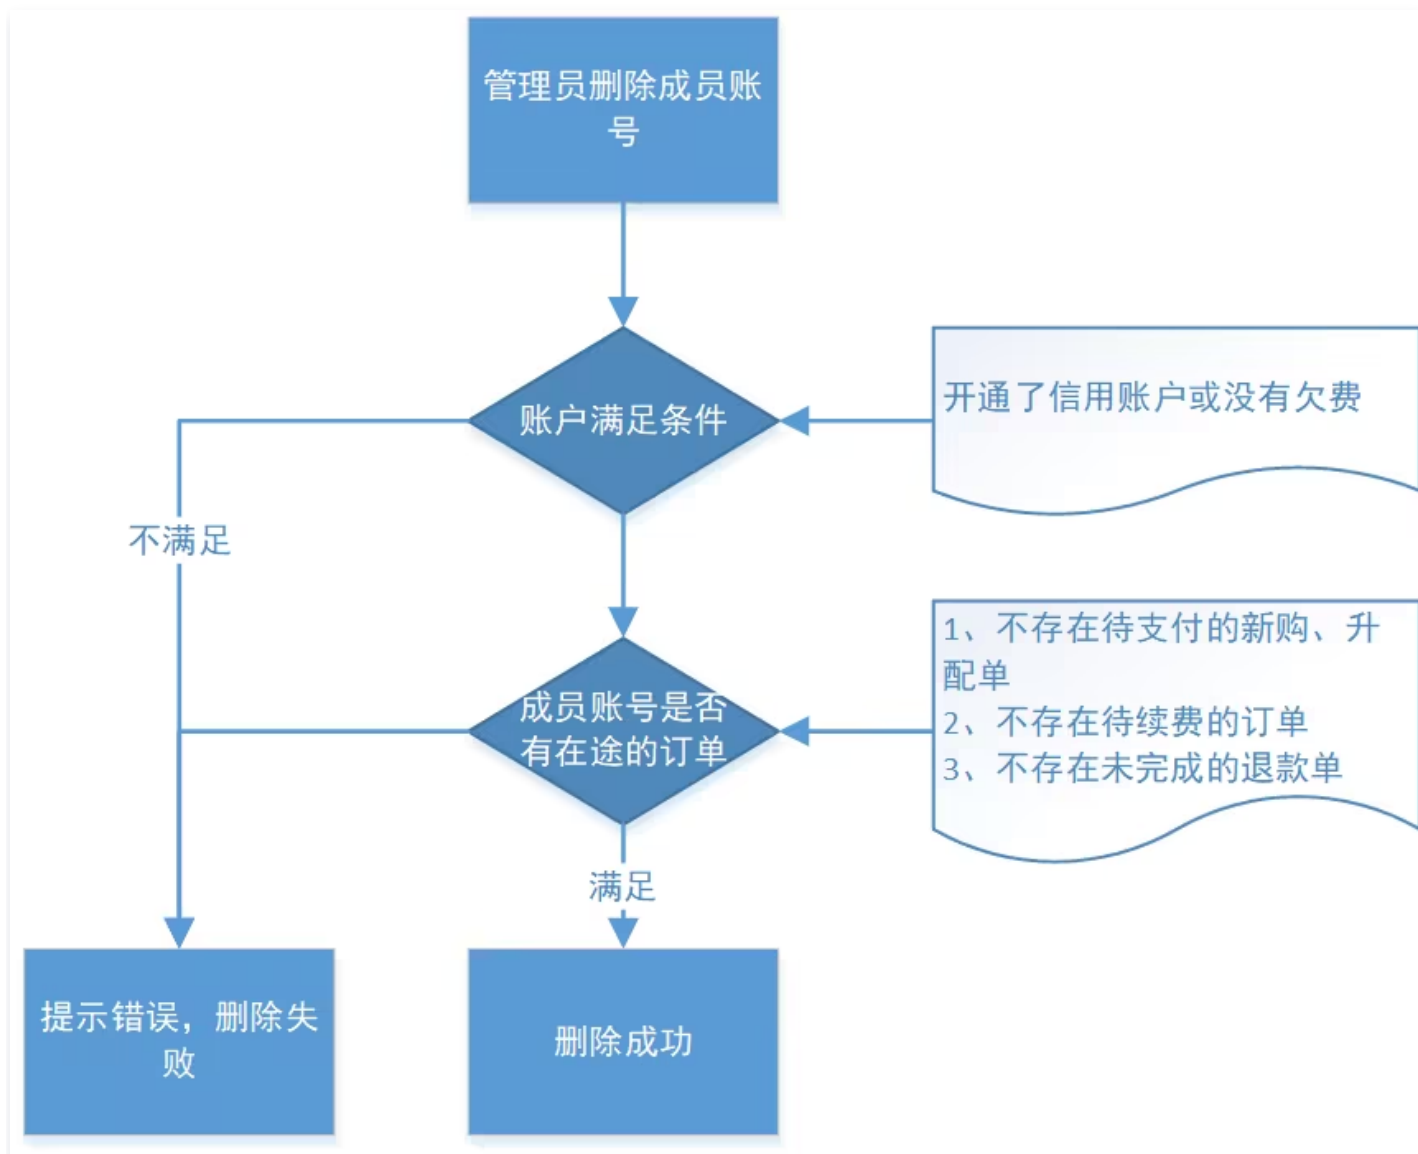 管理员删除成员账
号
账户满足条件
开通了信用账户或没有欠费
不满足
成员账号是否
有在途的订单
1、不存在待支付的新购、升
配单
2、不存在待续费的订单
3、不存在未完成的退款单
满足
提示错误，删除失
败
删除成功